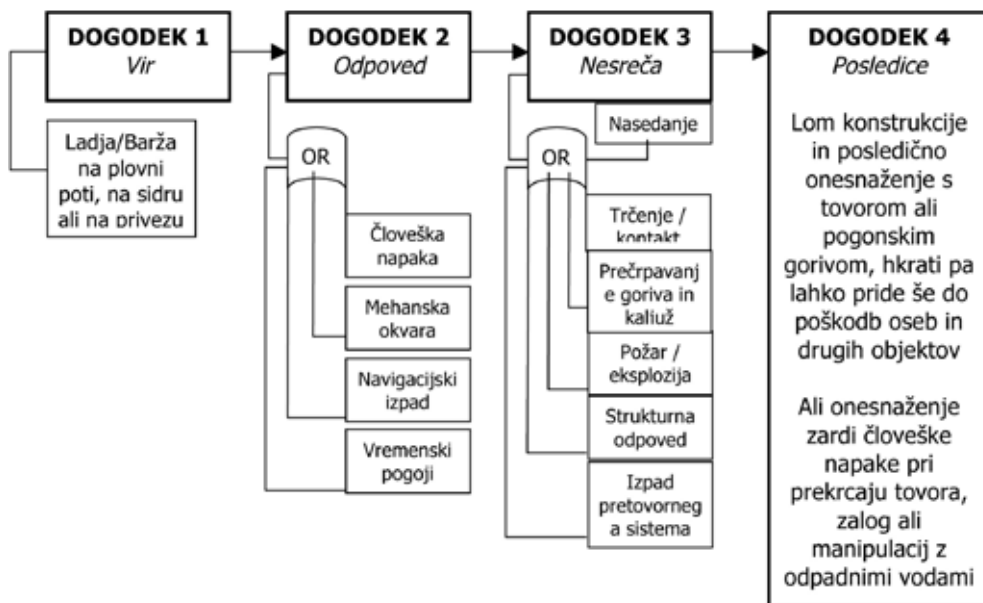 DOGODEK 1
Vir
Ladja/Barža
na plovni
poti, na sidru
ali na privezu
DOGODEK 2
Odpoved
OR
Človeška
napaka
Mehanska
okvara
Navigacijski
izpad
Vremenski
pogoji
DOGODEK 3
Nesreča
Nasedanje
OR
Trčenje /
kontakt
Prečrpavanj
e goriva in
kaliuž
Požar /
eksplozija
Strukturna
odpoved
Izpad
pretovorneg
a sistema
DOGODEK 4
Posledice
Lom konstrukcije
in posledično
onesnaženje s
tovorom ali
pogonskim
gorivom, hkrati pa
lahko pride še do
poškodb oseb in
drugih objektov
Ali onesnaženje
zardi človeške
napake pri
prekrcaju tovora,
zalog ali
manipulacij z
odpadnimi vodami